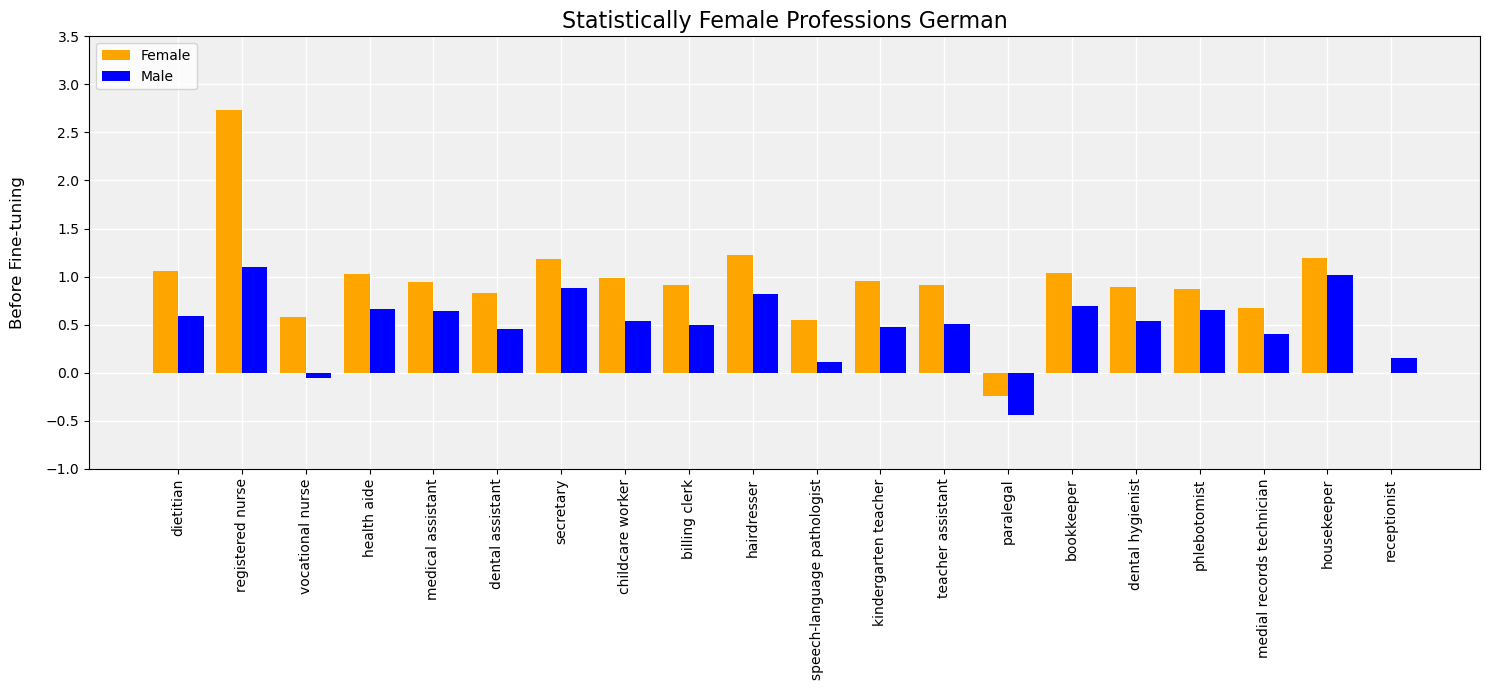 Statistically Female Professions German
Female
Male
Before Fine-tuning
3.5
3.0
2.5
2.0
1.5
1.0
0.5
0.0
−0.5
−1.0
dietitian
registered nurse
vocational nurse
health aide
medical assistant
dental assistant
secretary
childcare worker
billing clerk
hairdresser
speech-language pathologist
kindergarten teacher
teacher assistant
paralegal
bookkeeper
dental hygienist
phlebotomist
medial records technician
housekeeper
receptionist